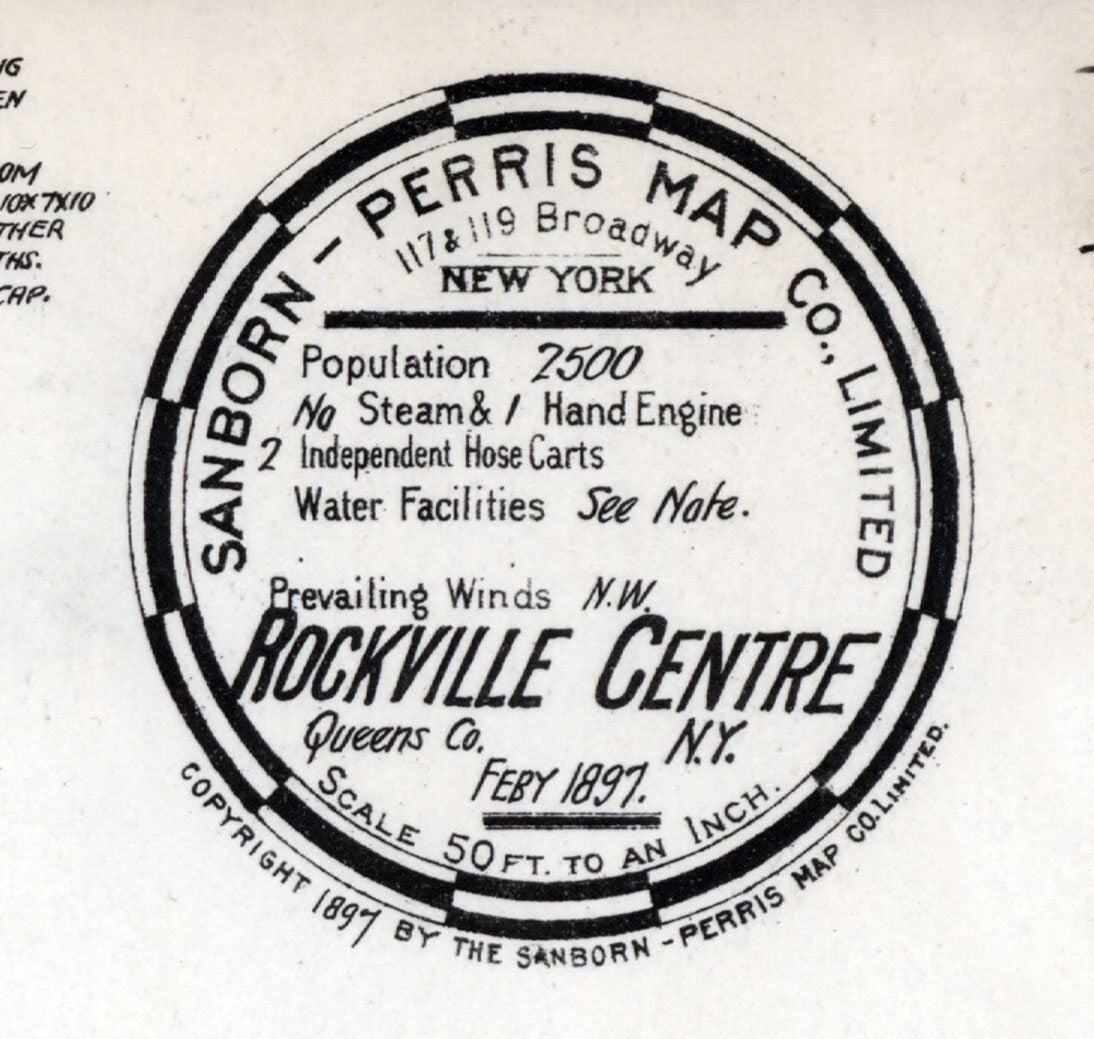 SANBORN - PERRIS MAP CO., LIMITED
117 & 119 Broadway
NEW YORK
Population 2500
No Steam & 1 Hand Engine
2 Independent Hose Carts
Water Facilities See Note.
Prevailing Winds N.W.
ROCKVILLE CENTRE
Queens Co. N.Y.
FEBY 1897.
SCALE 50 FT. TO AN INCH.
COPYRIGHT 1897 BY THE SANBORN - PERRIS MAP CO. LIMITED.
10X7X10
CAP.